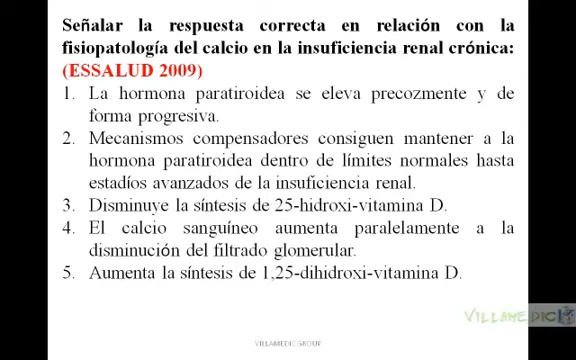 Señalar la respuesta correcta en relación con la
fisiopatología del calcio en la insuficiencia renal crónica:
(ESSALUD 2009)
1. La hormona paratiroidea se eleva precozmente y de
forma progresiva.
2. Mecanismos compensadores consiguen mantener a la
hormona paratiroidea dentro de límites normales hasta
estadíos avanzados de la insuficiencia renal.
3. Disminuye la síntesis de 25-hidroxi-vitamina D.
4. El calcio sanguíneo aumenta paralelamente a la
disminución del filtrado glomerular.
5. Aumenta la síntesis de 1,25-dihidroxi-vitamina D.
VILLAMEDIC
VILLAMEDIC GROUP